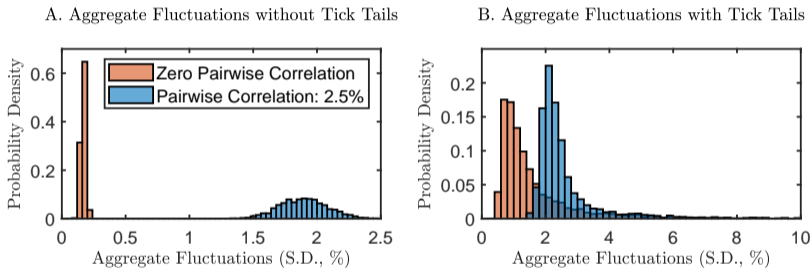 A. Aggregate Fluctuations without Tick Tails
Probability Density
0.6
0.4
0.2
0
Zero Pairwise Correlation
Pairwise Correlation: 2.5%
0 0.5 1 1.5 2 2.5
Aggregate Fluctuations (S.D., %)
B. Aggregate Fluctuations with Tick Tails
Probability Density
0.2
0.15
0.1
0.05
0
0 2 4 6 8 10
Aggregate Fluctuations (S.D., %)